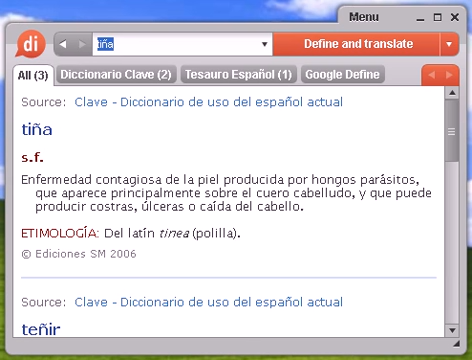 Menu
di
tiña
Define and translate
All (3)
Diccionario Clave (2)
Tesauro Español (1)
Google Define
Source: Clave - Diccionario de uso del español actual
tiña
s.f.
Enfermedad contagiosa de la piel producida por hongos parásitos,
que aparece principalmente sobre el cuero cabelludo, y que puede
producir costras, úlceras o caída del cabello.
ETIMOLOGÍA: Del latín tinea (polilla).
© Ediciones SM 2006
Source: Clave - Diccionario de uso del español actual
teñir